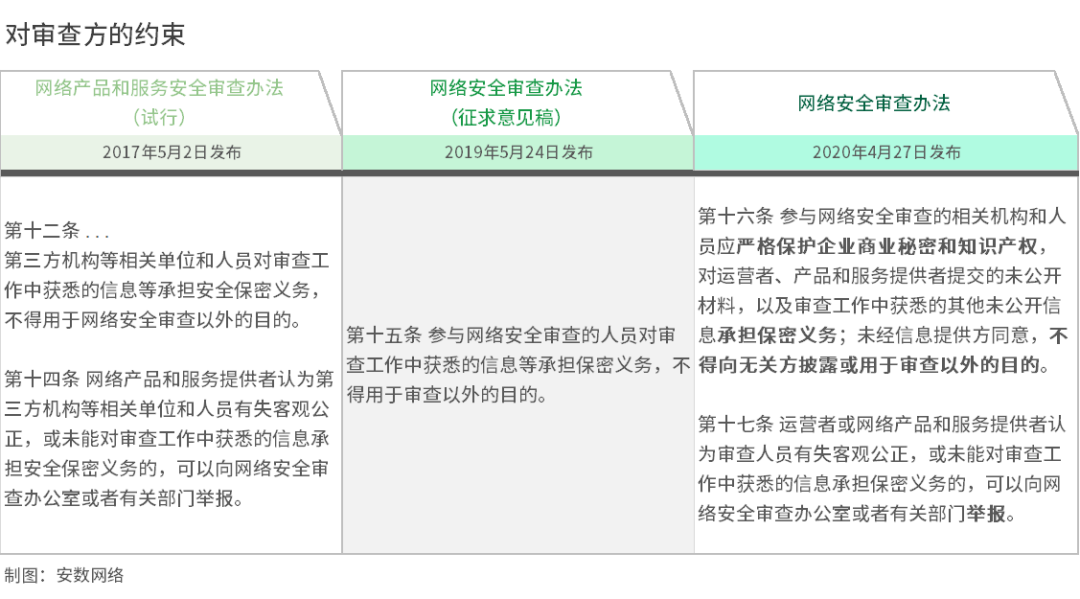 对审查方的约束
网络产品和服务安全审查办法
（试行）
2017年5月2日发布
第十二条 . . .
第三方机构等相关单位和人员对审查工
作中获悉的信息等承担安全保密义务，
不得用于网络安全审查以外的目的。
第十四条 网络产品和服务提供者认为第
三方机构等相关单位和人员有失客观公
正，或未能对审查工作中获悉的信息承
担安全保密义务的，可以向网络安全审
查办公室或者有关部门举报。
网络安全审查办法
（征求意见稿）
2019年5月24日发布
第十五条 参与网络安全审查的人员对审
查工作中获悉的信息等承担保密义务，不
得用于审查以外的目的。
网络安全审查办法
2020年4月27日发布
第十六条 参与网络安全审查的相关机构和人
员应严格保护企业商业秘密和知识产权，
对运营者、产品和服务提供者提交的未公开
材料，以及审查工作中获悉的其他未公开信
息承担保密义务；未经信息提供方同意，不
得向无关方披露或用于审查以外的目的。
第十七条 运营者或网络产品和服务提供者认
为审查人员有失客观公正，或未能对审查工
作中获悉的信息承担保密义务的，可以向网
络安全审查办公室或者有关部门举报。
制图：安数网络